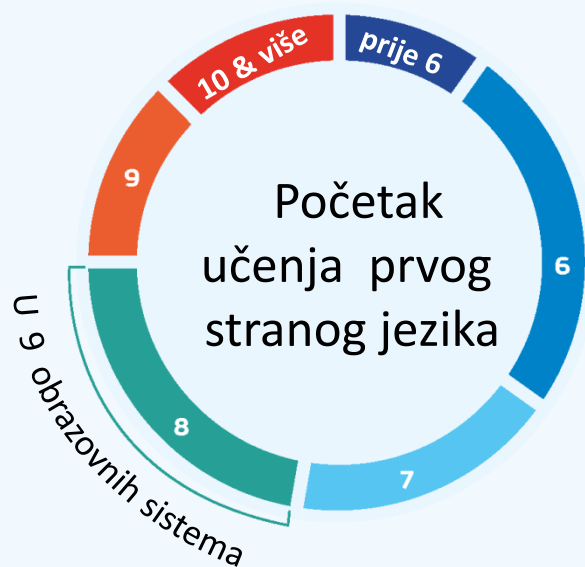 10 & više
prije 6
9
Početak
učenja prvog
stranog jezika
6
8
7
U 9 obrazovnih sistema